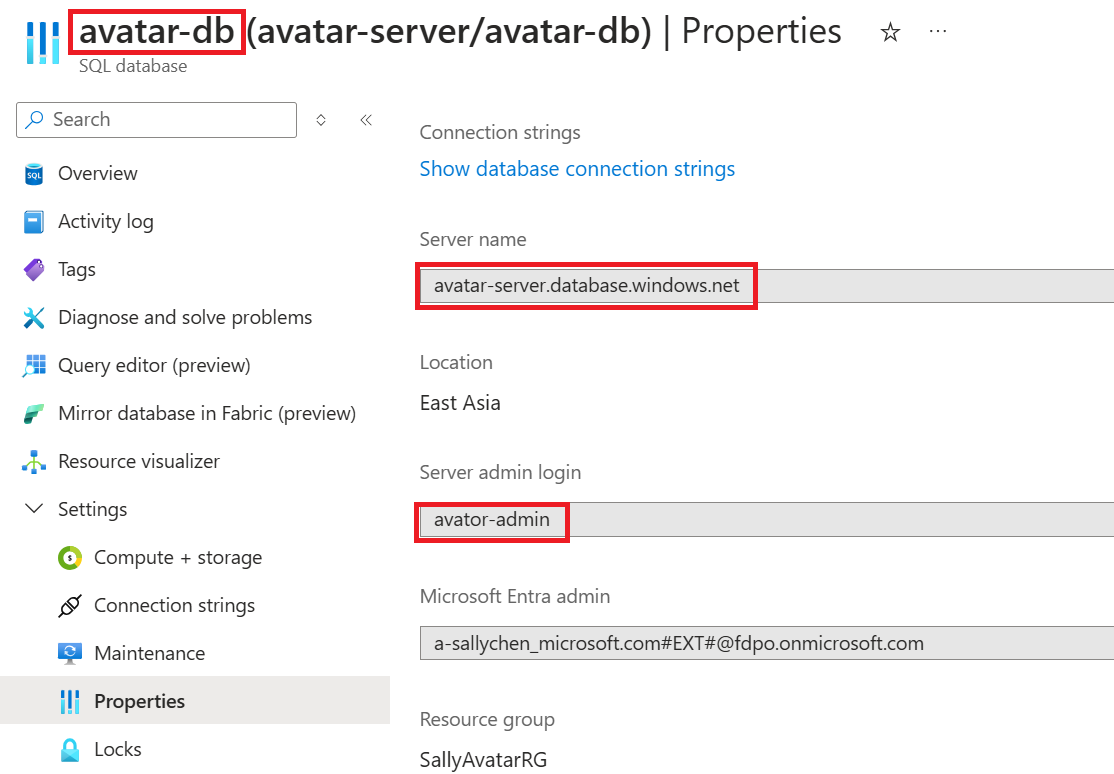 avatar-db (avatar-server/avatar-db) | Properties
SQL database
Search
Overview
Activity log
Tags
Diagnose and solve problems
Query editor (preview)
Mirror database in Fabric (preview)
Resource visualizer
Settings
Compute + storage
Connection strings
Maintenance
Properties
Locks
Connection strings
Show database connection strings
Server name
avatar-server.database.windows.net
Location
East Asia
Server admin login
avator-admin
Microsoft Entra admin
a-sallychen_microsoft.com#EXT#@fdpo.onmicrosoft.com
Resource group
SallyAvatarRG